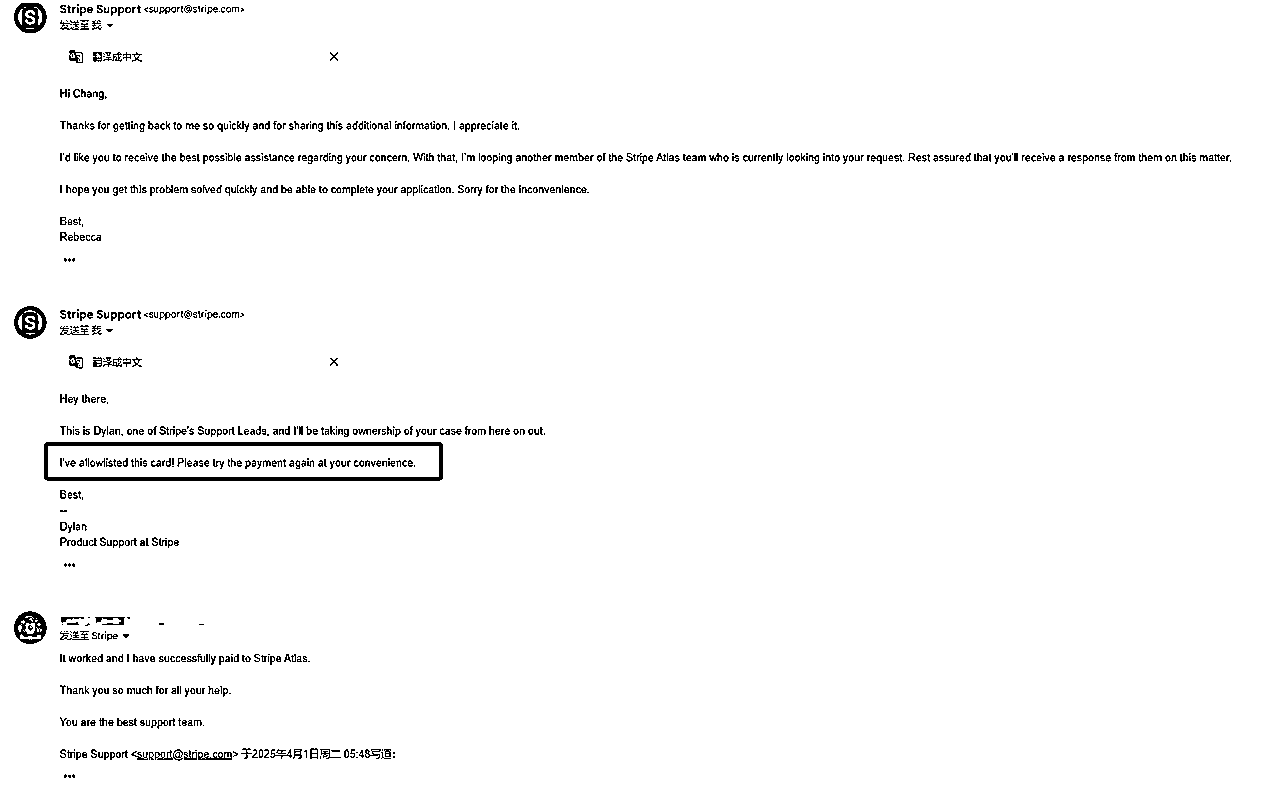 Stripe Support <support@stripe.com>
发送至 我
翻译成中文
Hi Chang,
Thanks for getting back to me so quickly and for sharing this additional information. I appreciate it.
I'd like you to receive the best possible assistance regarding your concern. With that, I'm looping another member of the Stripe Atlas team who is currently looking into your request. Rest assured that you'll receive a response from them on this matter.
I hope you get this problem solved quickly and be able to complete your application. Sorry for the inconvenience.
Best,
Rebecca
•••
Stripe Support <support@stripe.com>
发送至 我
翻译成中文
Hey there,
This is Dylan, one of Stripe's Support Leads, and I'll be taking ownership of your case from here on out.
I've allowlisted this card! Please try the payment again at your convenience.
Best,
--
Dylan
Product Support at Stripe
•••
发送至 Stripe
It worked and I have successfully paid to Stripe Atlas.
Thank you so much for all your help.
You are the best support team.
Stripe Support <support@stripe.com> 于2025年4月1日周二 05:48写道:
•••